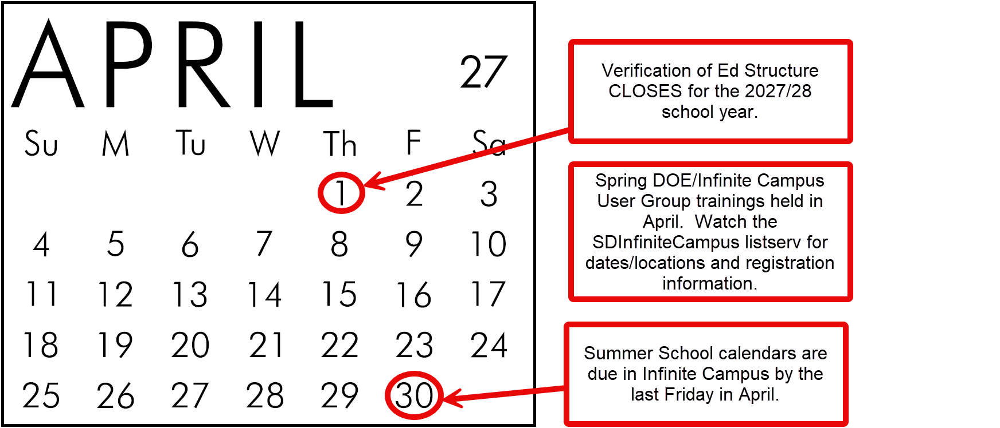 APRIL 27
Su M Tu W Th F Sa
1 2 3
4 5 6 7 8 9 10
11 12 13 14 15 16 17
18 19 20 21 22 23 24
25 26 27 28 29 30
Verification of Ed Structure
CLOSES for the 2027/28
school year.
Spring DOE/Infinite Campus
User Group trainings held in
April.  Watch the
SDInfiniteCampus listserv for
dates/locations and registration
information.
Summer School calendars are
due in Infinite Campus by the
last Friday in April.